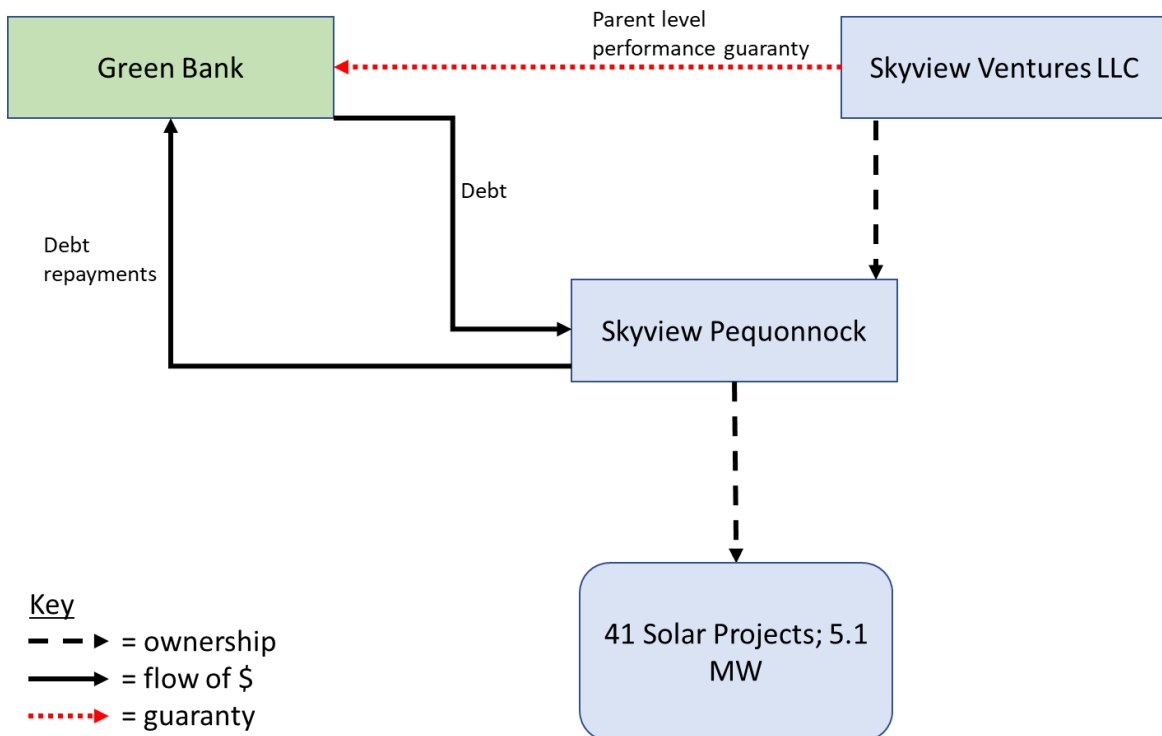 Parent level
performance guaranty
Green Bank
Skyview Ventures LLC
Debt
Debt
repayments
Skyview Pequonnock
41 Solar Projects; 5.1
MW
Key
= ownership
= flow of $
= guaranty